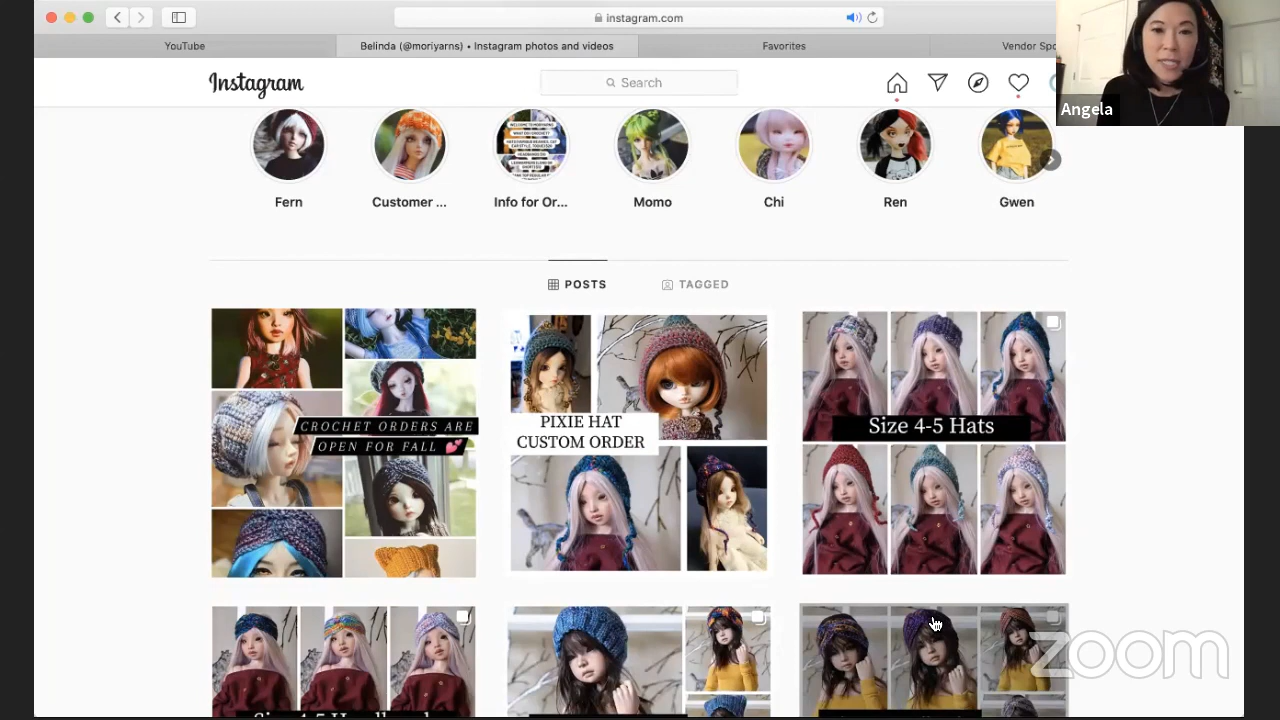 instagram.com
YouTube
Belinda (@moriyarns) • Instagram photos and videos
Favorites
Vendor Spo
Instagram
Search
Angela
Fern
Customer ...
Info for Or...
Momo
Chi
Ren
Gwen
POSTS
TAGGED
CROCHET ORDERS ARE
OPEN FOR FALL 💕
PIXIE HAT
CUSTOM ORDER
Size 4-5 Hats
zoom